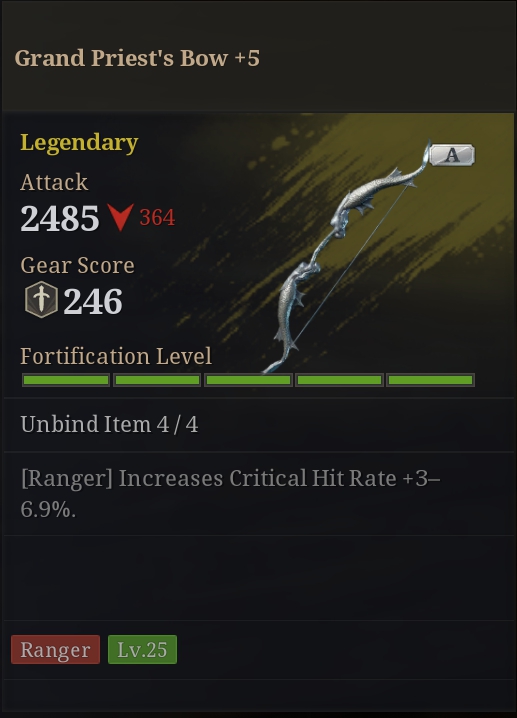 Grand Priest's Bow +5
Legendary
A
Attack
2485 364
Gear Score
246
Fortification Level
Unbind Item 4 / 4
[Ranger] Increases Critical Hit Rate +3–
6.9%.
Ranger Lv.25